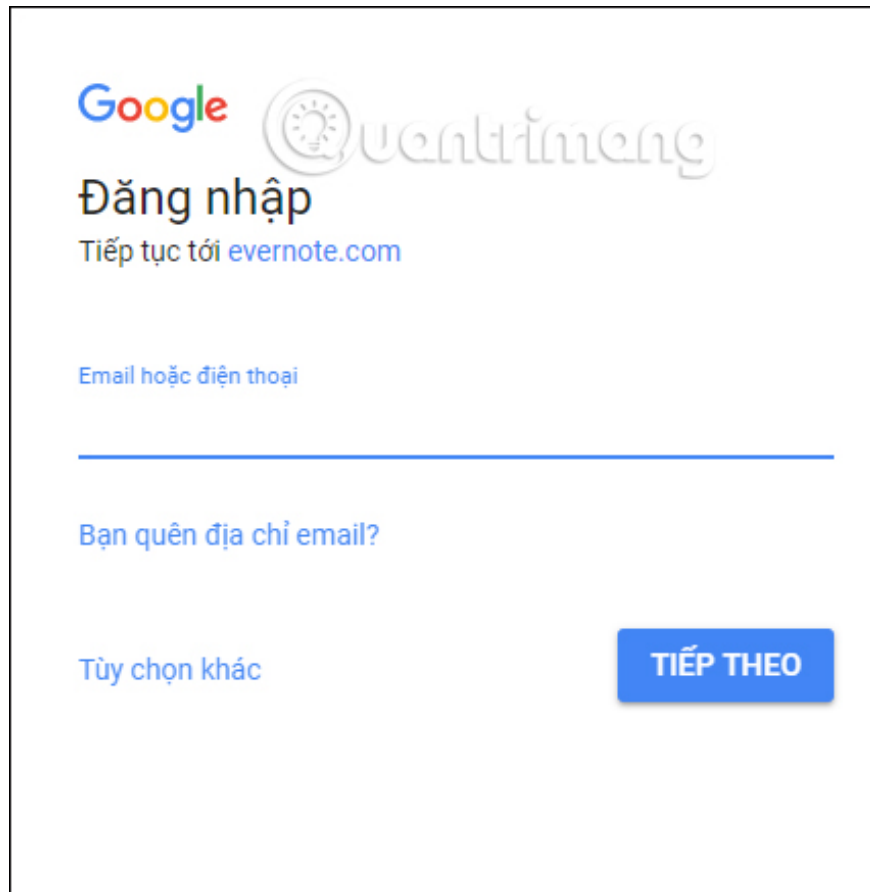 Google
Quantrimang
Đăng nhập
Tiếp tục tới evernote.com
Email hoặc điện thoại
Bạn quên địa chỉ email?
Tùy chọn khác
TIẾP THEO